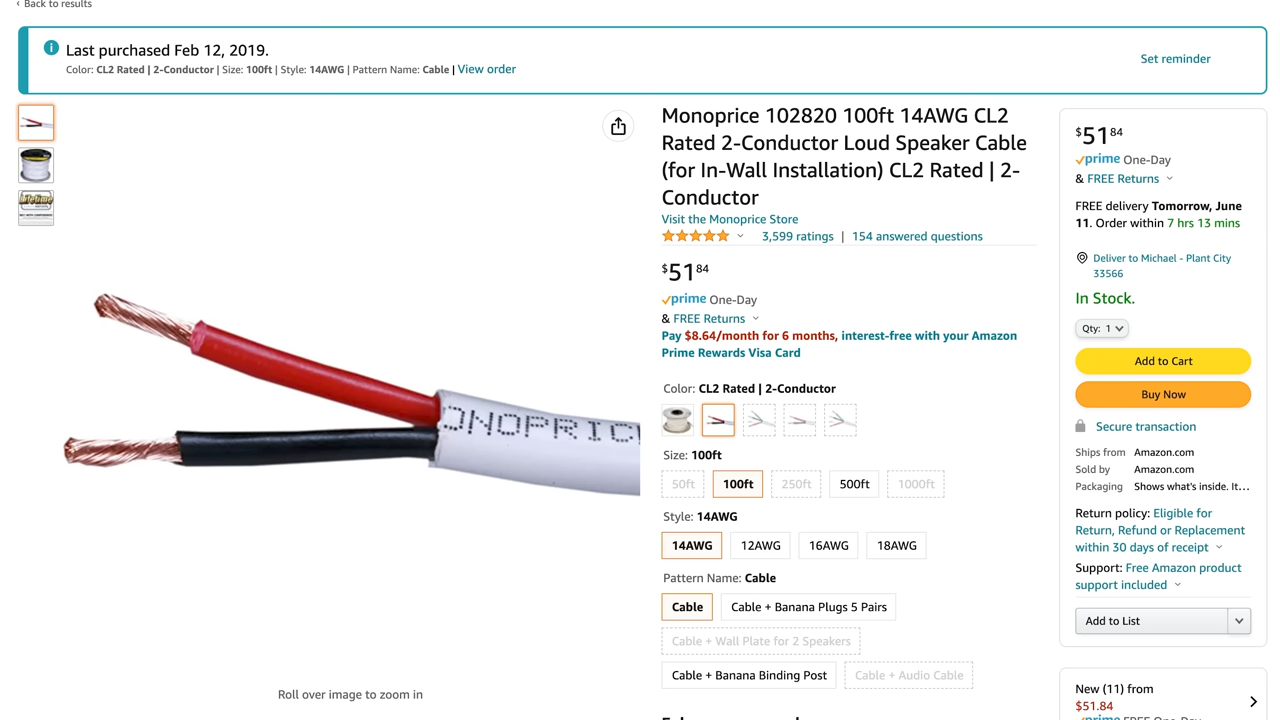 ‹ Back to results
Last purchased Feb 12, 2019.
Color: CL2 Rated | 2-Conductor | Size: 100ft | Style: 14AWG | Pattern Name: Cable | View order
Set reminder
ONOPRIC
Roll over image to zoom in
Monoprice 102820 100ft 14AWG CL2
Rated 2-Conductor Loud Speaker Cable
(for In-Wall Installation) CL2 Rated | 2-
Conductor
Visit the Monoprice Store
3,599 ratings | 154 answered questions
$51 84
prime One-Day
& FREE Returns
Pay $8.64/month for 6 months, interest-free with your Amazon
Prime Rewards Visa Card
Color: CL2 Rated | 2-Conductor
Size: 100ft
50ft 100ft 250ft 500ft 1000ft
Style: 14AWG
14AWG 12AWG 16AWG 18AWG
Pattern Name: Cable
Cable Cable + Banana Plugs 5 Pairs
Cable + Wall Plate for 2 Speakers
Cable + Banana Binding Post Cable + Audio Cable
$51 84
prime One-Day
& FREE Returns
FREE delivery Tomorrow, June
11. Order within 7 hrs 13 mins
Deliver to Michael - Plant City
33566
In Stock.
Qty: 1
Add to Cart
Buy Now
Secure transaction
Ships from Amazon.com
Sold by Amazon.com
Packaging Shows what's inside. It…
Return policy: Eligible for
Return, Refund or Replacement
within 30 days of receipt
Support: Free Amazon product
support included
Add to List
New (11) from
$51.84
prime FREE One-Day